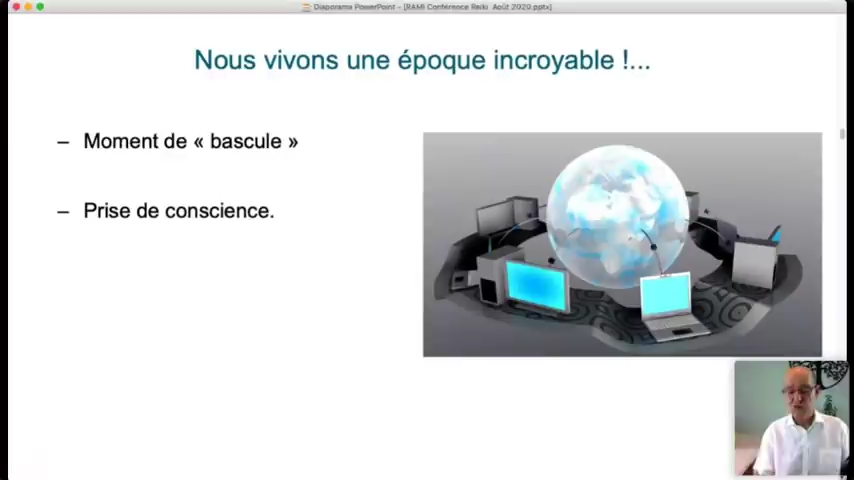 Diaporama PowerPoint - [RAMI Conférence Reiki Août 2020.pptx]
Nous vivons une époque incroyable !...
– Moment de « bascule »
– Prise de conscience.